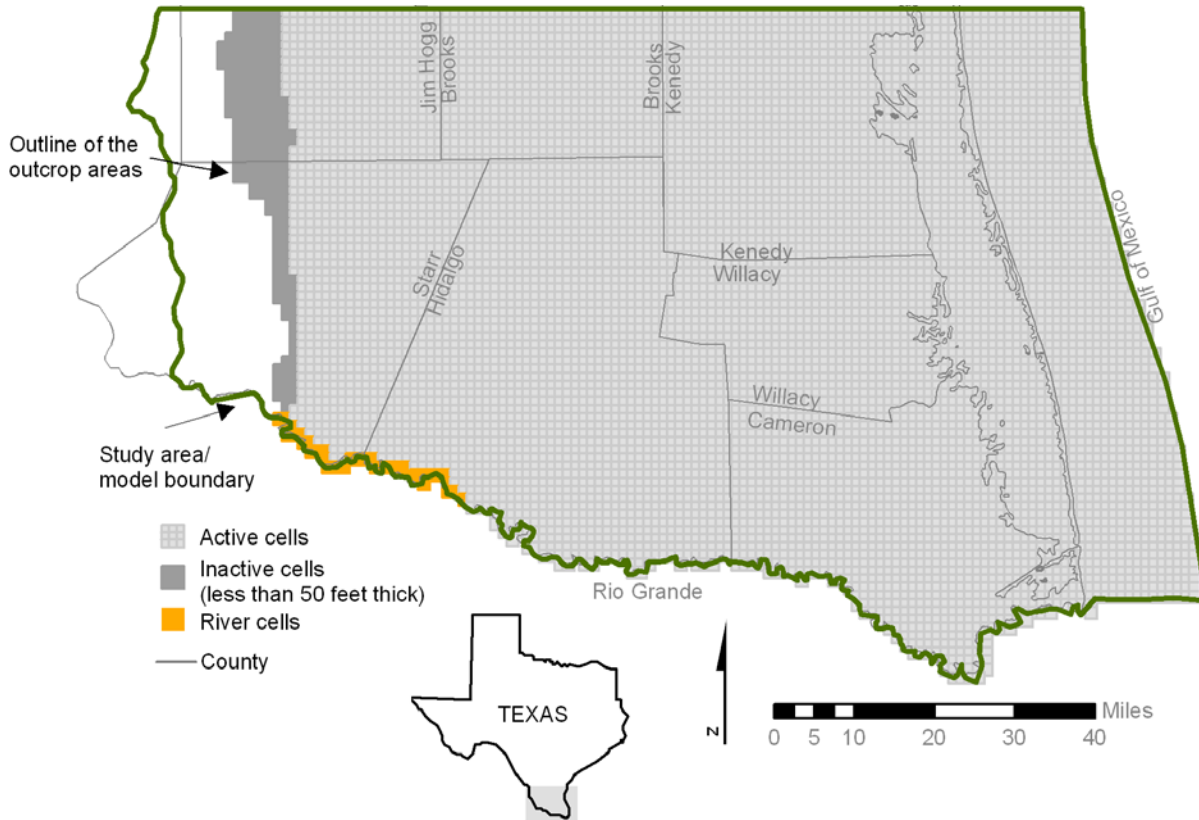 Jim Hogg
Brooks
Brooks
Kenedy
Outline of the
outcrop areas
Gulf of Mexico
Starr
Hidalgo
Kenedy
Willacy
Willacy
Cameron
Study area/
model boundary
Active cells
Inactive cells
(less than 50 feet thick)
River cells
County
Rio Grande
TEXAS
N
Miles
0 5 10 20 30 40